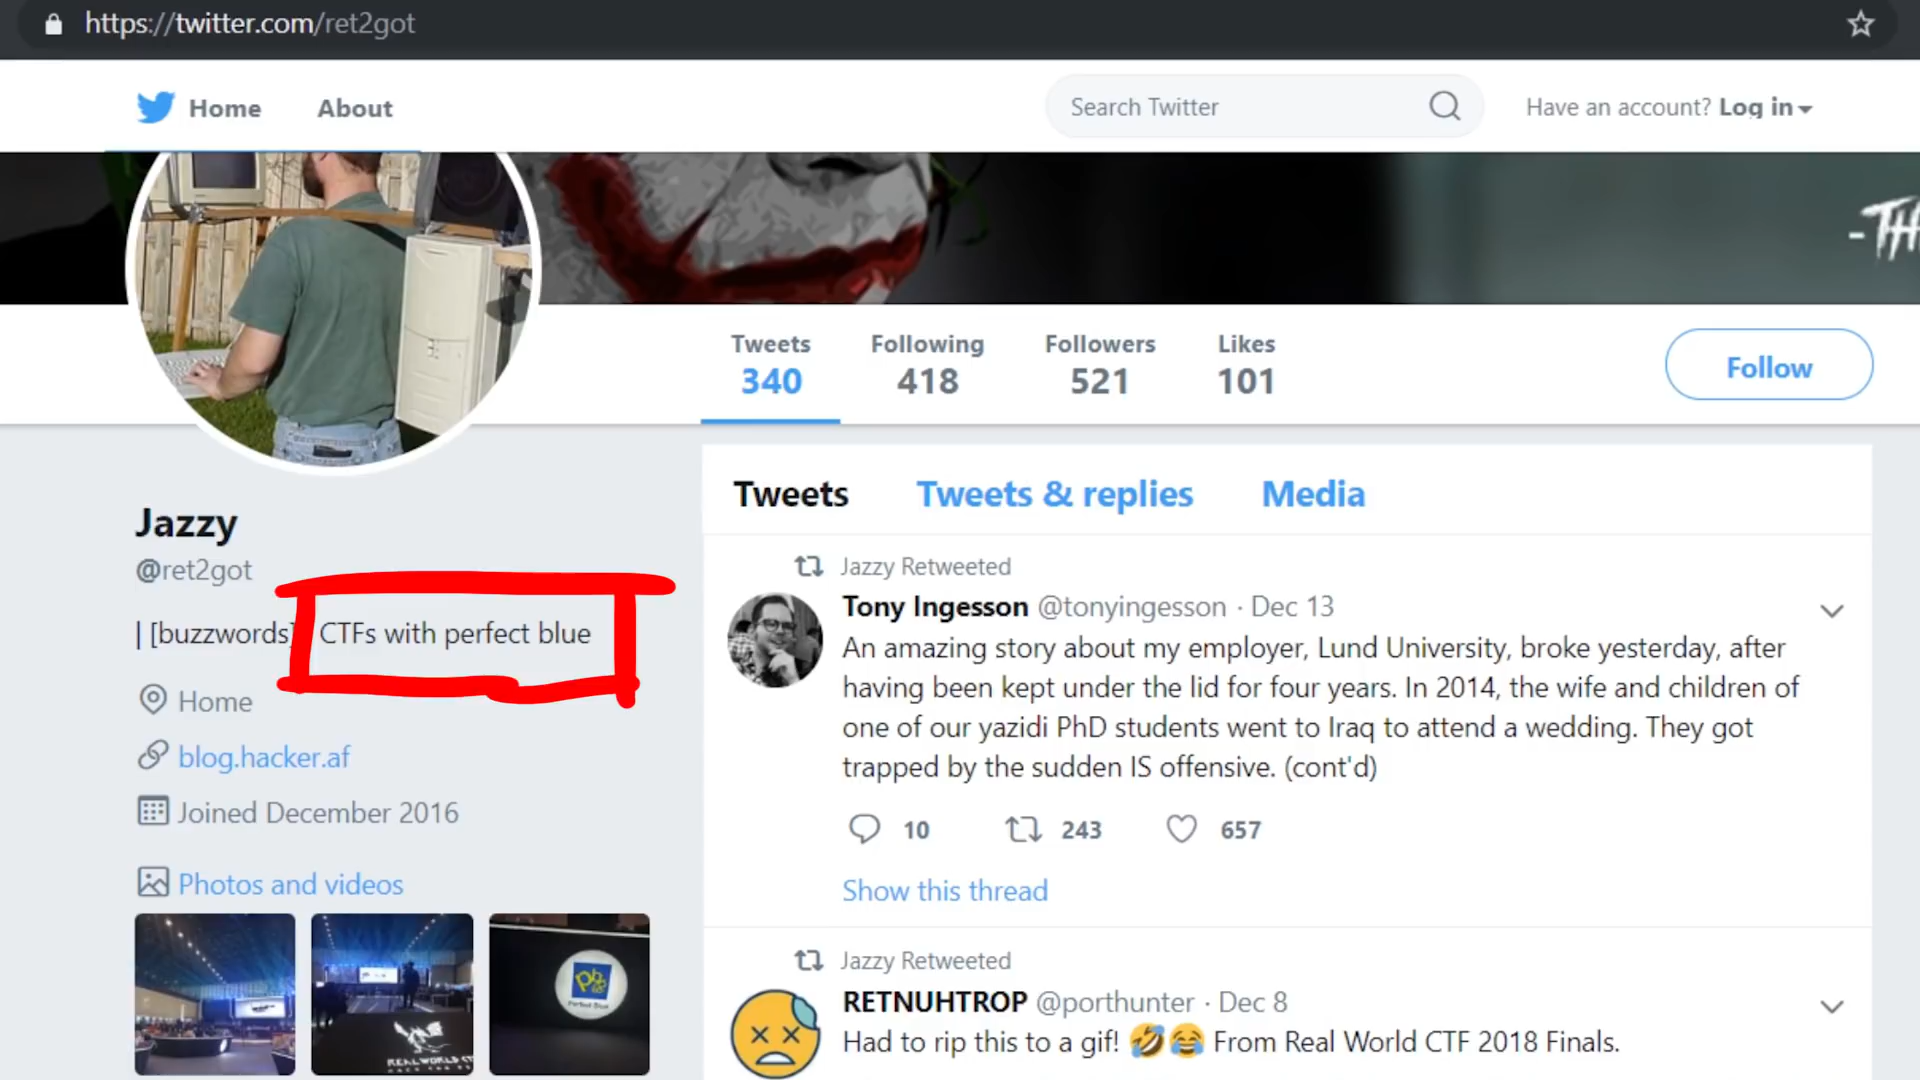 https://twitter.com/ret2got
Home
About
Search Twitter
Have an account? Log in
-TH
Tweets
340
Following
418
Followers
521
Likes
101
Follow
Jazzy
@ret2got
| [buzzwords] CTFs with perfect blue
Home
blog.hacker.af
Joined December 2016
Photos and videos
REAL WORLD CT
Perfect Blue
Tweets
Tweets & replies
Media
Jazzy Retweeted
Tony Ingesson @tonyingesson · Dec 13
An amazing story about my employer, Lund University, broke yesterday, after
having been kept under the lid for four years. In 2014, the wife and children of
one of our yazidi PhD students went to Iraq to attend a wedding. They got
trapped by the sudden IS offensive. (cont'd)
10
243
657
Show this thread
Jazzy Retweeted
RETNUHTROP @porthunter · Dec 8
Had to rip this to a gif! 🤣😂 From Real World CTF 2018 Finals.